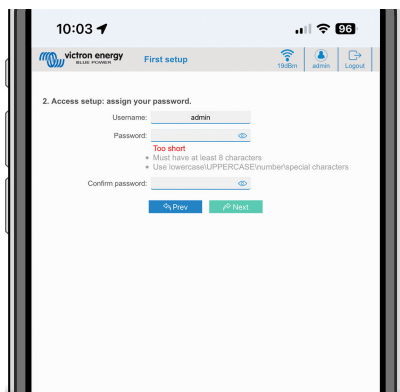 10:03
96
victron energy
BLUE POWER
First setup
19dBm
admin
Logout
2. Access setup: assign your password.
Username: admin
Password:
Too short
Must have at least 8 characters
Use lowercase\UPPERCASE\number\special characters
Confirm password:
Prev
Next